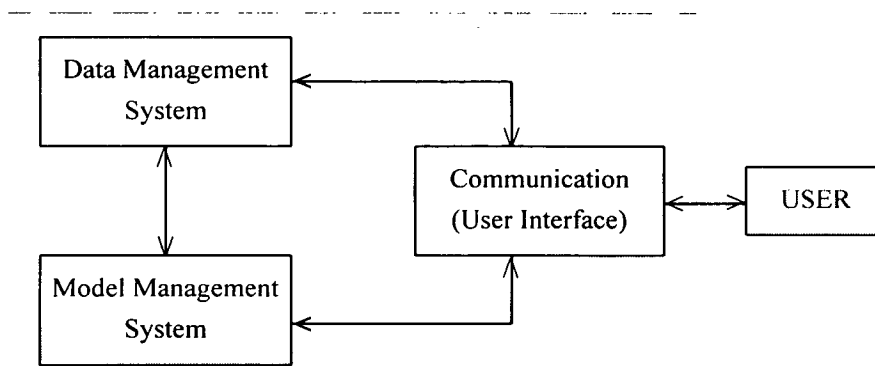 Data Management
System
Communication
(User Interface)
USER
Model Management
System